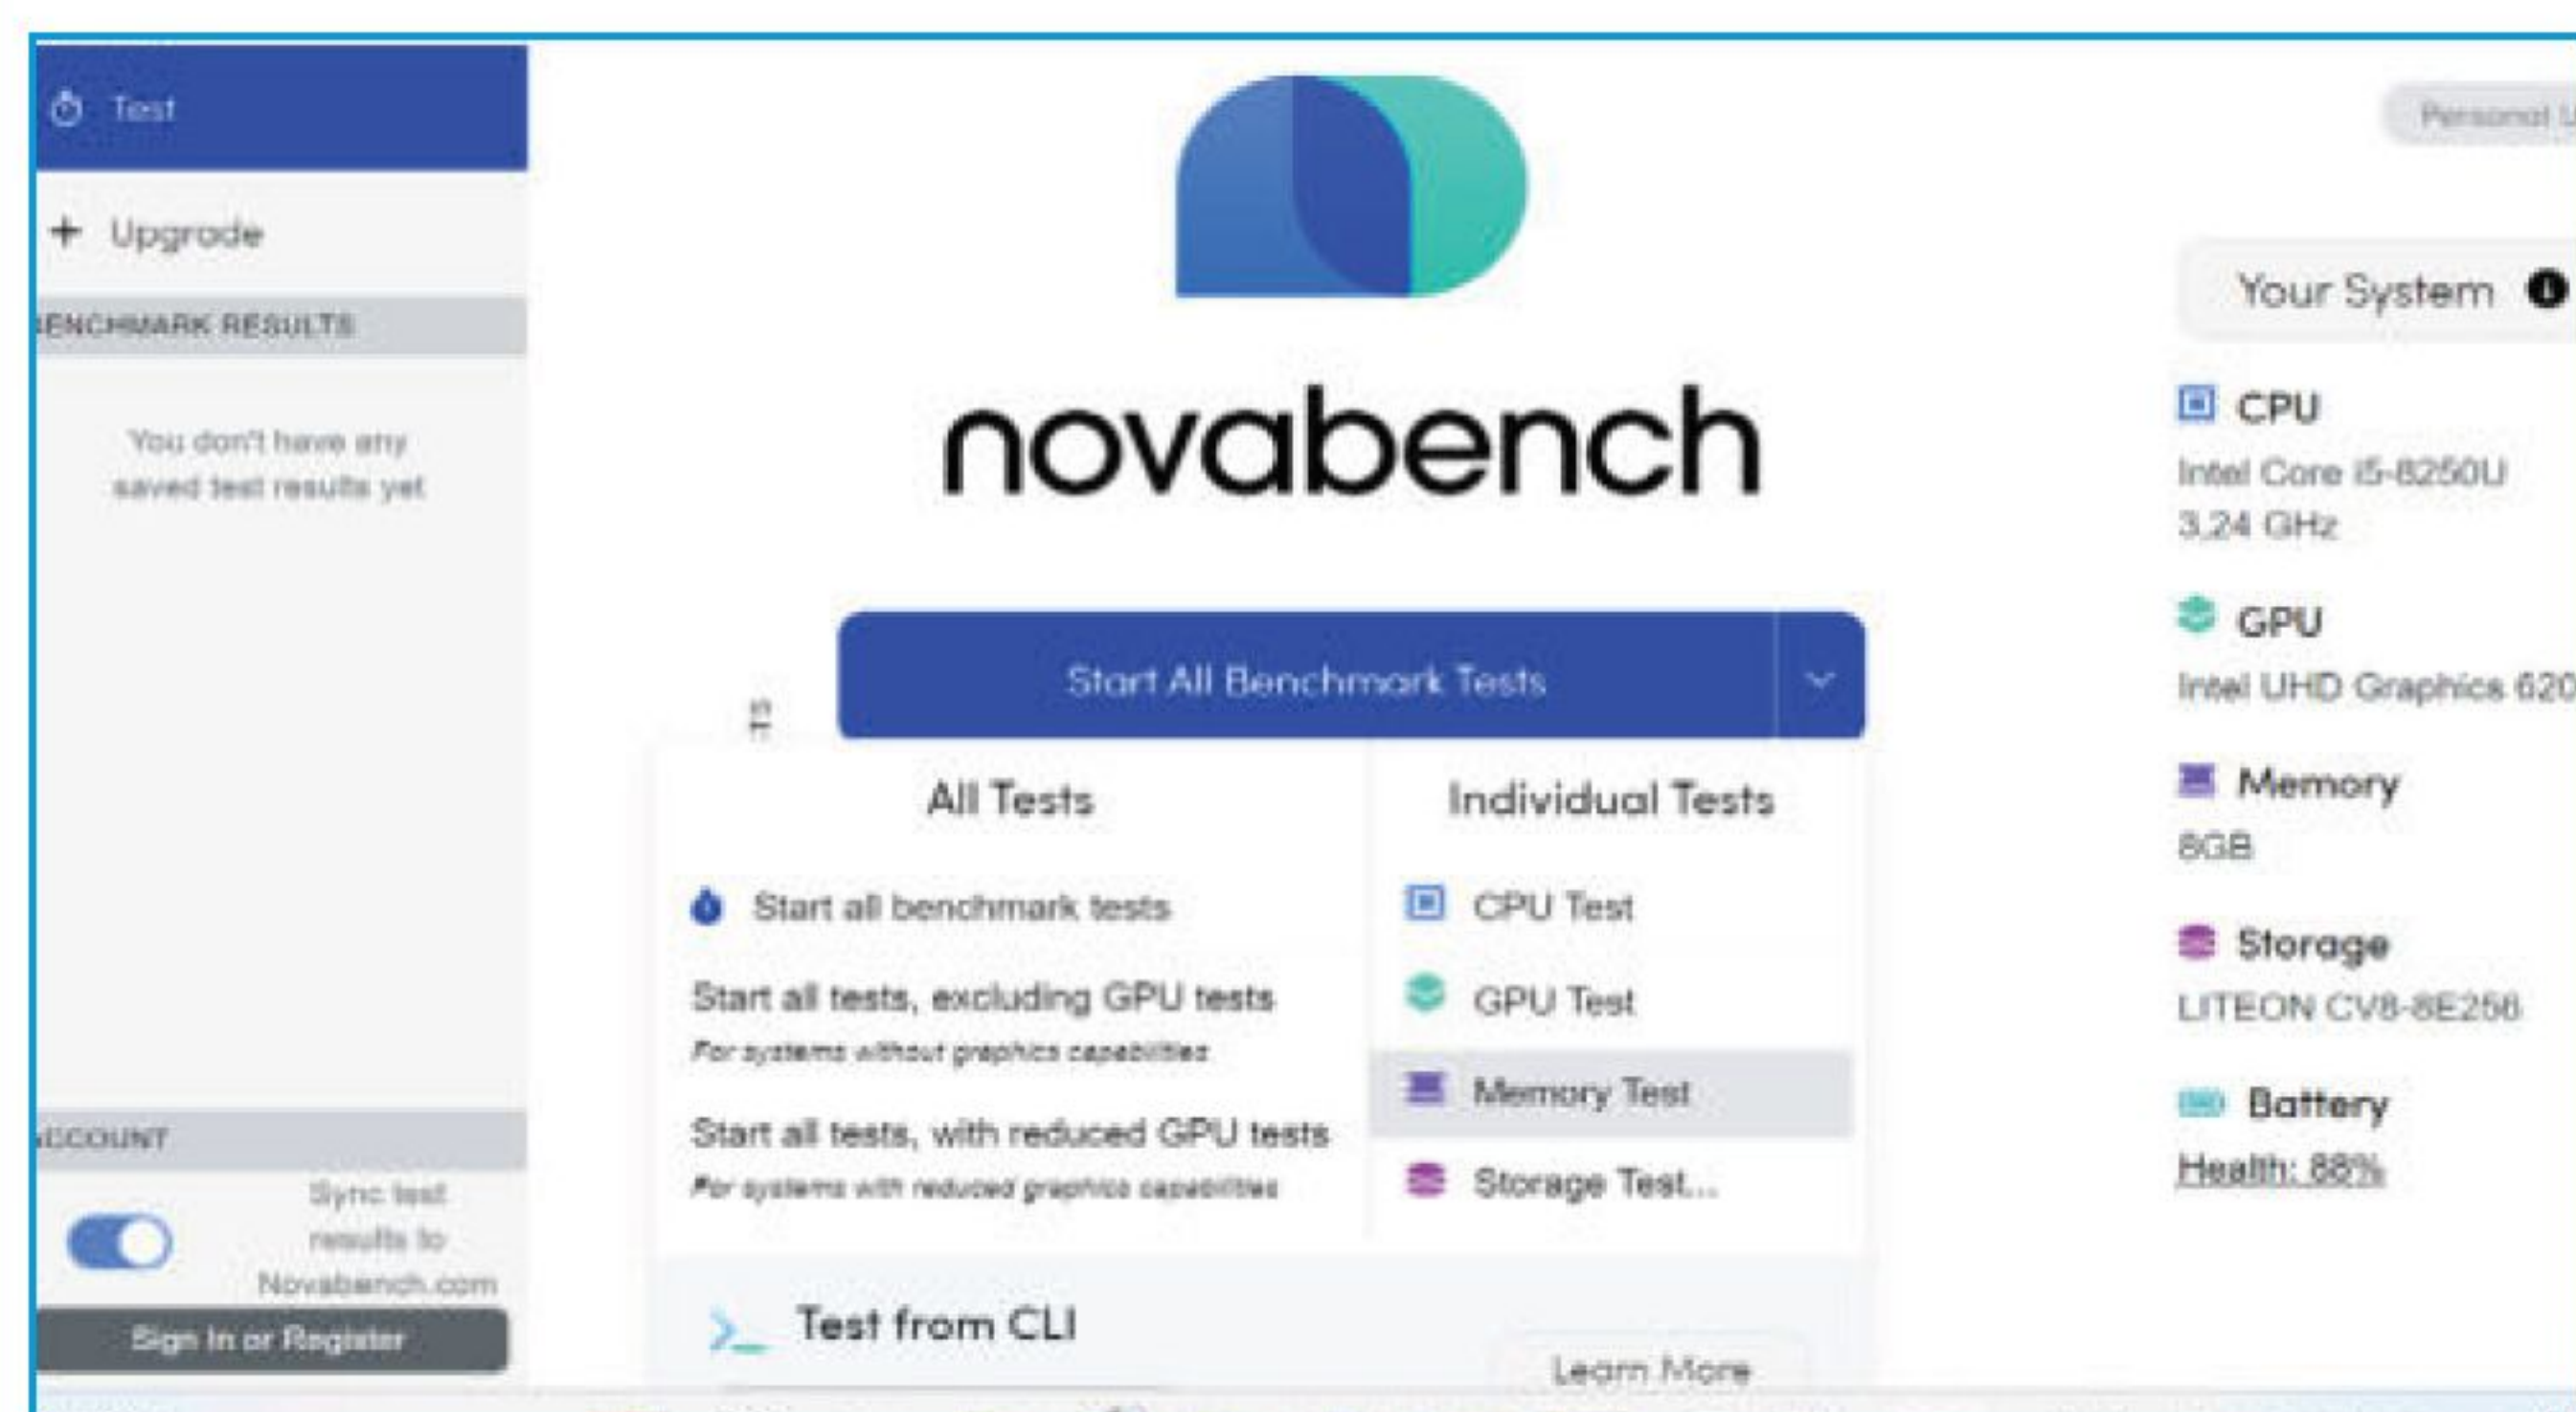 Test
Upgrade
BENCHMARK RESULTS
You don't have any
saved test results yet
ACCOUNT
Sync test
results to
Novabench.com
Sign In or Register
novabench
Start All Benchmark Tests
All Tests
Start all benchmark tests
Start all tests, excluding GPU tests
For systems without graphics capabilities
Start all tests, with reduced GPU tests
For systems with reduced graphics capabilities
Individual Tests
CPU Test
GPU Test
Memory Test
Storage Test...
Test from CLI
Learn More
Personal
Your System
CPU
Intel Core i5-8250U
3,24 GHz
GPU
Intel UHD Graphics 620
Memory
8GB
Storage
LITEON CV8-8E256
Battery
Health: 88%